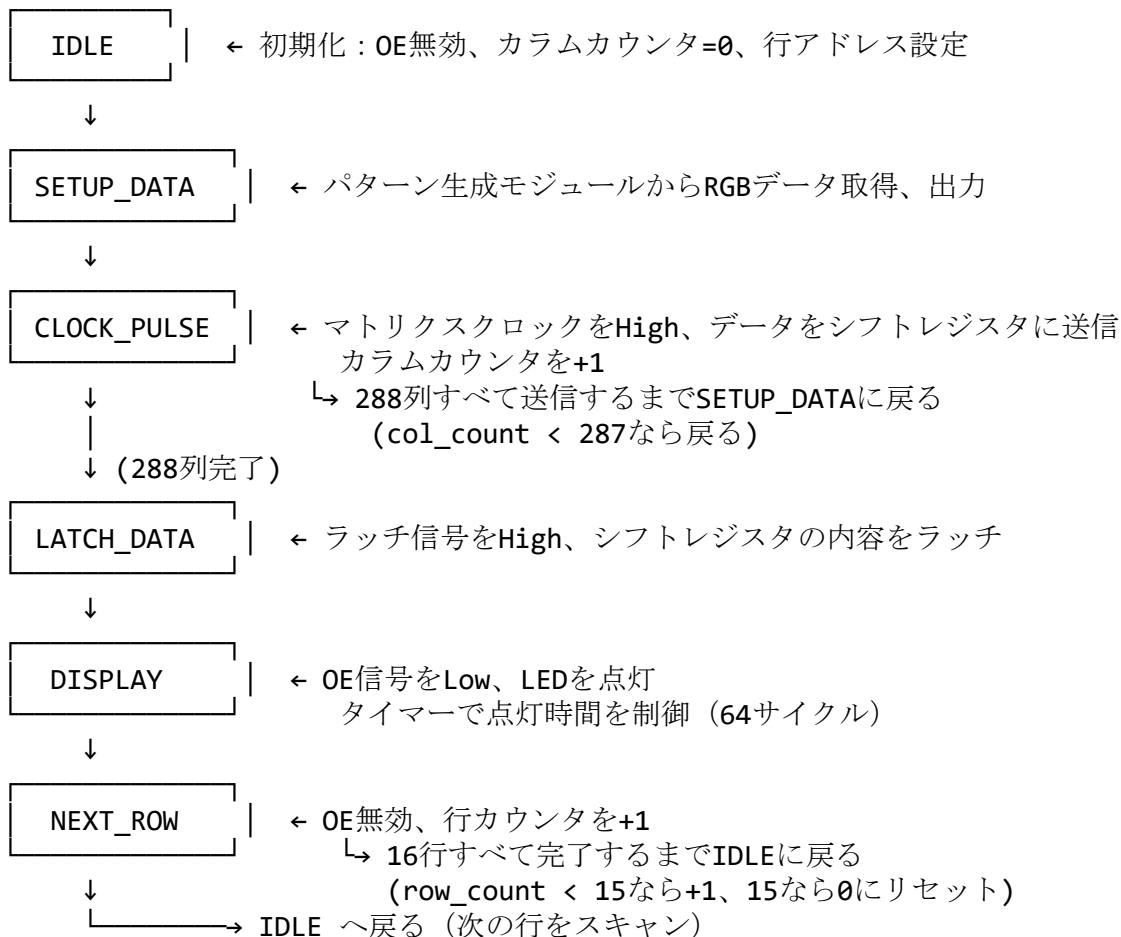 IDLE ← 初期化：OE無効、カラムカウンタ=0、行アドレス設定
↓
SETUP_DATA ← パターン生成モジュールからRGBデータ取得、出力
↓
CLOCK_PULSE ← マトリクスクロックをHigh、データをシフトレジスタに送信
カラムカウンタを+1
↓ └→ 288列すべて送信するまでSETUP_DATAに戻る
(col_count < 287なら戻る)
↓ (288列完了)
LATCH_DATA ← ラッチ信号をHigh、シフトレジスタの内容をラッチ
↓
DISPLAY ← OE信号をLow、LEDを点灯
タイマーで点灯時間を制御（64サイクル）
↓
NEXT_ROW ← OE無効、行カウンタを+1
└→ 16行すべて完了するまでIDLEに戻る
↓ (row_count < 15なら+1、15なら0にリセット)
└────────→ IDLE へ戻る（次の行をスキャン）